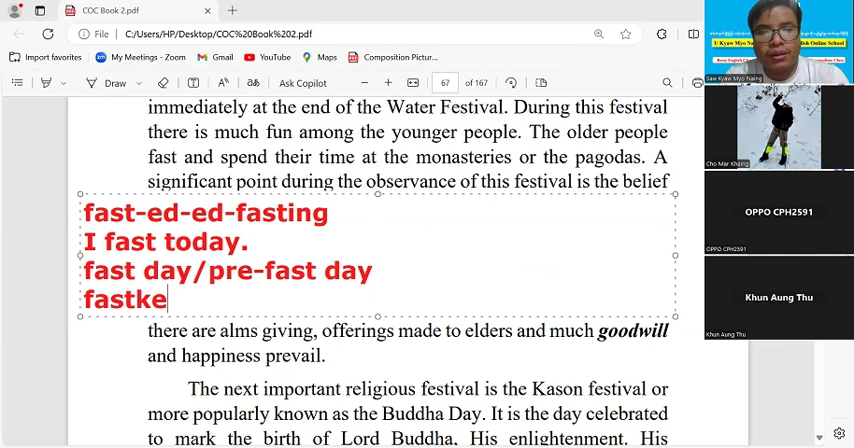 COC Book 2.pdf
File
C:/Users/HP/Desktop/COC%20Book%202.pdf
Import favorites
My Meetings - Zoom
Gmail
YouTube
Maps
Composition Pictur...
Draw
Ask Copilot
67 of 167
immediately at the end of the Water Festival. During this festival
there is much fun among the younger people. The older people
fast and spend their time at the monasteries or the pagodas. A
significant point during the observance of this festival is the belief
fast-ed-ed-fasting
I fast today.
fast day/pre-fast day
fastke
there are alms giving, offerings made to elders and much goodwill
and happiness prevail.
The next important religious festival is the Kason festival or
more popularly known as the Buddha Day. It is the day celebrated
to mark the birth of Lord Buddha, His enlightenment. His
U Kyaw Myo Naing
Saw Kyaw Myo Naing
Cho Mar Khaing
OPPO CPH2591
OPPO CPH2591
Khun Aung Thu
Khun Aung Thu